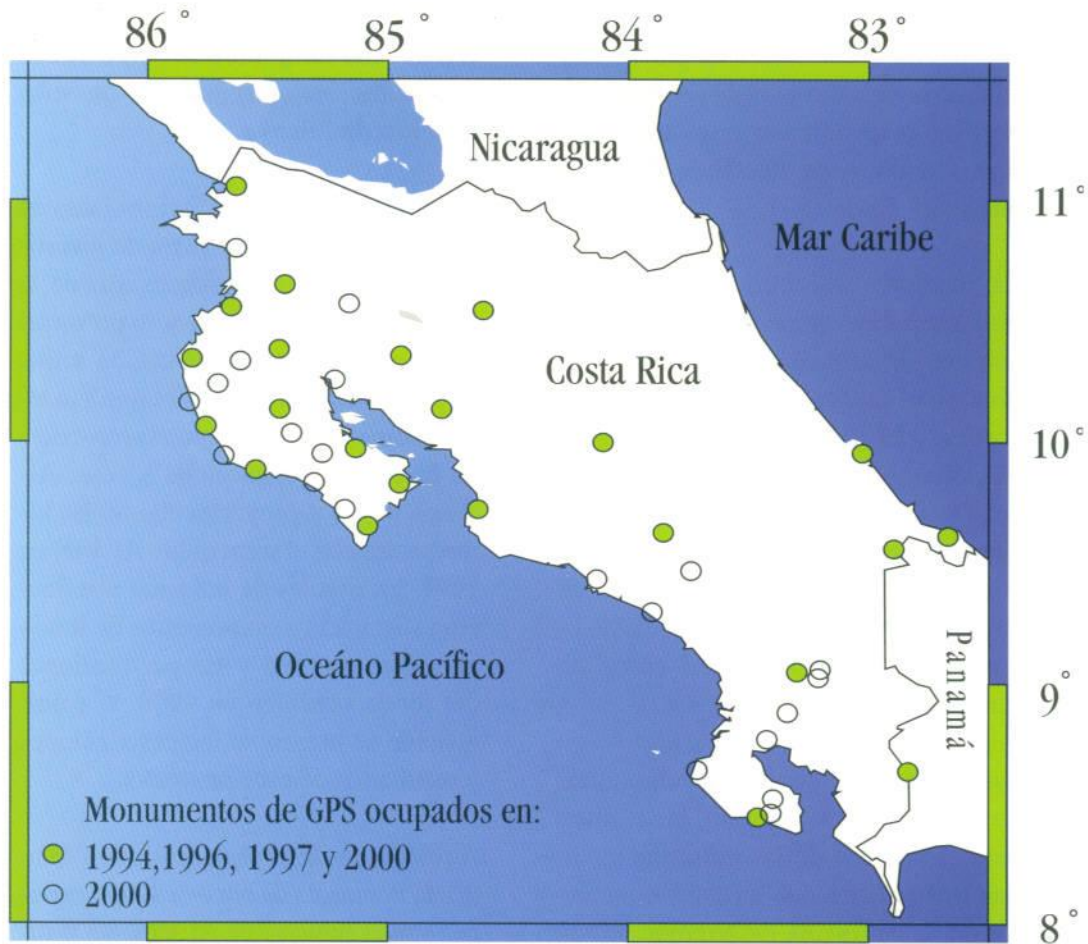 86° 85° 84° 83°
Nicaragua
11°
Mar Caribe
Costa Rica
10°
Oceáno Pacífico
Panamá
9°
Monumentos de GPS ocupados en:
1994,1996, 1997 y 2000
2000
8°